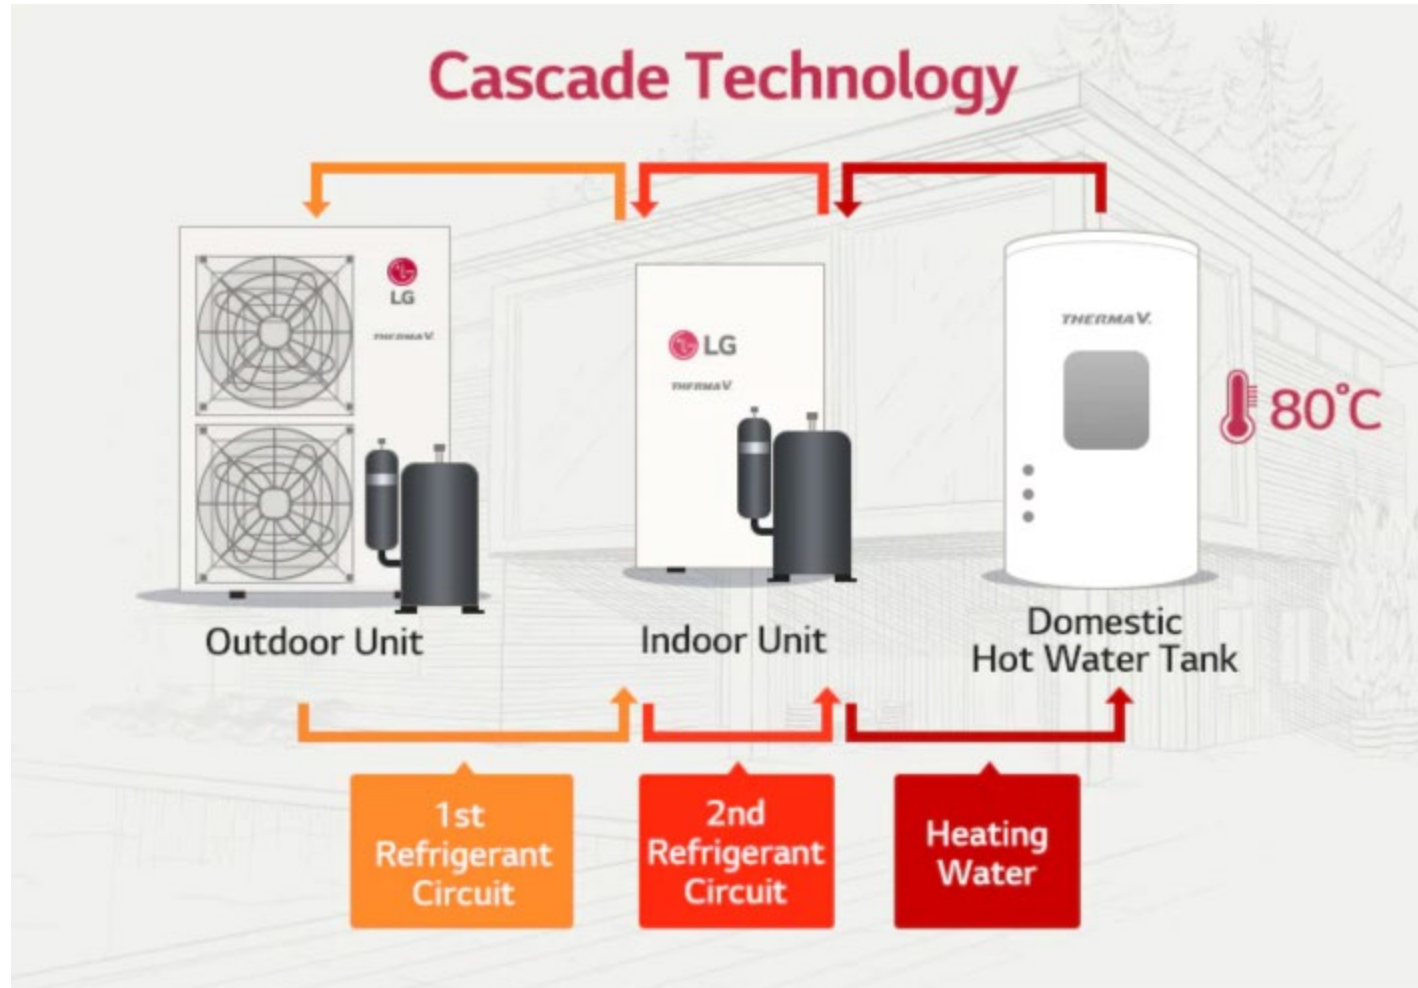 Cascade Technology
LG
THERMA V.
LG
THERMA V.
THERMA V.
80°C
Outdoor Unit
Indoor Unit
Domestic
Hot Water Tank
1st
Refrigerant
Circuit
2nd
Refrigerant
Circuit
Heating
Water